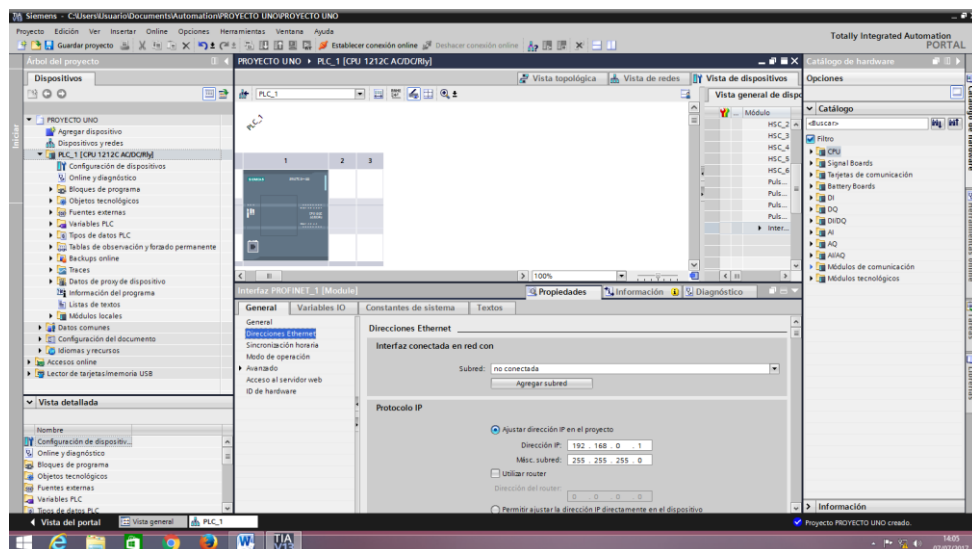 Siemens - C:\Users\Usuario\Documents\Automation\PROYECTO UNO\PROYECTO UNO
Proyecto Edición Ver Insertar Online Opciones Herramientas Ventana Ayuda
Guardar proyecto
Establecer conexión online
Deshacer conexión online
Totally Integrated Automation
PORTAL
Árbol del proyecto
Dispositivos
PROYECTO UNO
Agregar dispositivo
Dispositivos y redes
PLC_1 [CPU 1212C AC/DC/Rly]
Configuración de dispositivos
Online y diagnóstico
Bloques de programa
Objetos tecnológicos
Fuentes externas
Variables PLC
Tipos de datos PLC
Tablas de observación y forzado permanente
Backups online
Traces
Datos de proxy de dispositivo
Información del programa
Listas de textos
Módulos locales
Datos comunes
Configuración del documento
Idiomas y recursos
Accesos online
Lector de tarjetas/memoria USB
Vista detallada
Nombre
Configuración de dispositiv...
Online y diagnóstico
Bloques de programa
Objetos tecnológicos
Fuentes externas
Variables PLC
Tipos de datos PLC
Iniciar
PROYECTO UNO PLC_1 [CPU 1212C AC/DC/Rly]
Vista topológica
Vista de redes
Vista de dispositivos
PLC_1
PLC_1
1 2 3
100%
Vista general de dispo
Módulo
HSC_2
HSC_3
HSC_4
HSC_5
HSC_6
Puls...
Puls...
Puls...
Puls...
Inter...
Interfaz PROFINET_1 [Module]
Propiedades
Información
Diagnóstico
General
Variables IO
Constantes de sistema
Textos
General
Direcciones Ethernet
Sincronización horaria
Modo de operación
Avanzado
Acceso al servidor web
ID de hardware
Direcciones Ethernet
Interfaz conectada en red con
Subred: no conectada
Agregar subred
Protocolo IP
Ajustar dirección IP en el proyecto
Dirección IP: 192 . 168 . 0 . 1
Másc. subred: 255 . 255 . 255 . 0
Utilizar router
Dirección del router: 0 . 0 . 0 . 0
Permitir ajustar la dirección IP directamente en el dispositivo
Catálogo de hardware
Opciones
Catálogo
<Buscar>
Filtro
CPU
Signal Boards
Tarjetas de comunicación
Battery Boards
DI
DQ
DI/DQ
AI
AQ
AI/AQ
Módulos de comunicación
Módulos tecnológicos
Información
Catálogo de hardware
Vista del portal
Vista general
PLC_1
Proyecto PROYECTO UNO creado.
TIA
V13
14:05